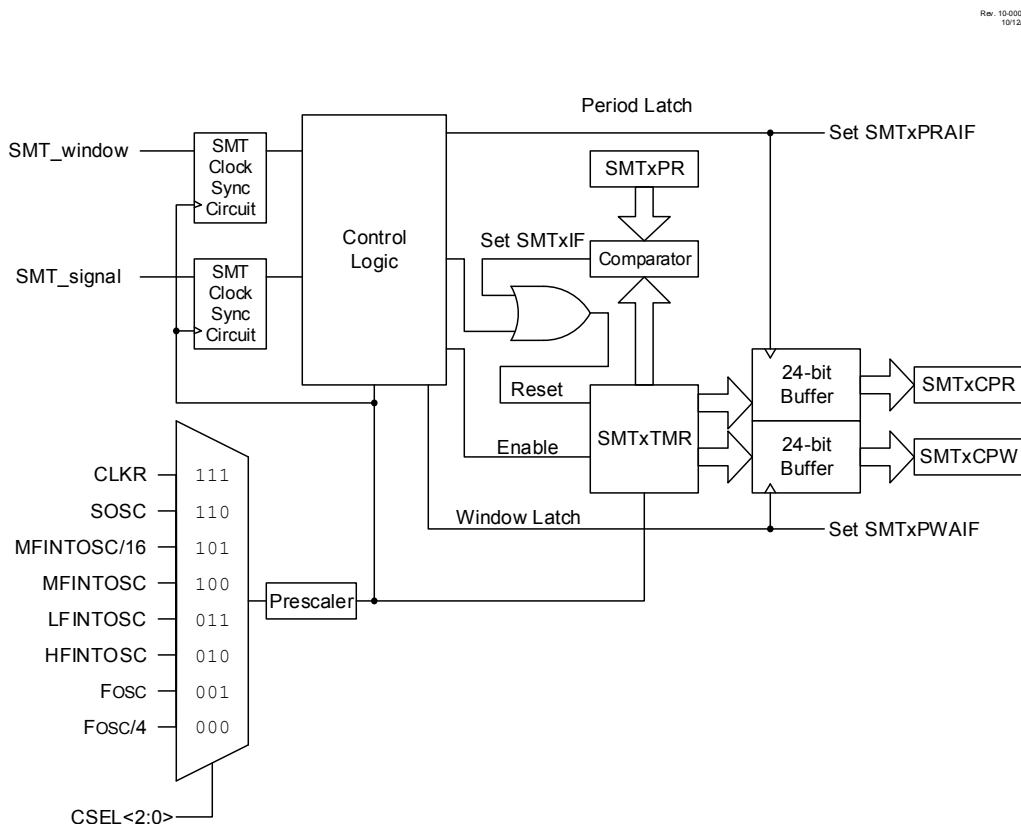 Rev. 10-000
10/12/
Period Latch
Set SMTxPRAIF
SMT_window
SMT
Clock
Sync
Circuit
SMTxPR
Control
Logic
Set SMTxIF
Comparator
SMT_signal
SMT
Clock
Sync
Circuit
24-bit
Buffer
SMTxCPR
Reset
SMTxTMR
Enable
24-bit
Buffer
SMTxCPW
Window Latch
Set SMTxPWAIF
CLKR 111
SOSC 110
MFINTOSC/16 101
MFINTOSC 100
Prescaler
LFINTOSC 011
HFINTOSC 010
FOSC 001
FOSC/4 000
CSEL<2:0>